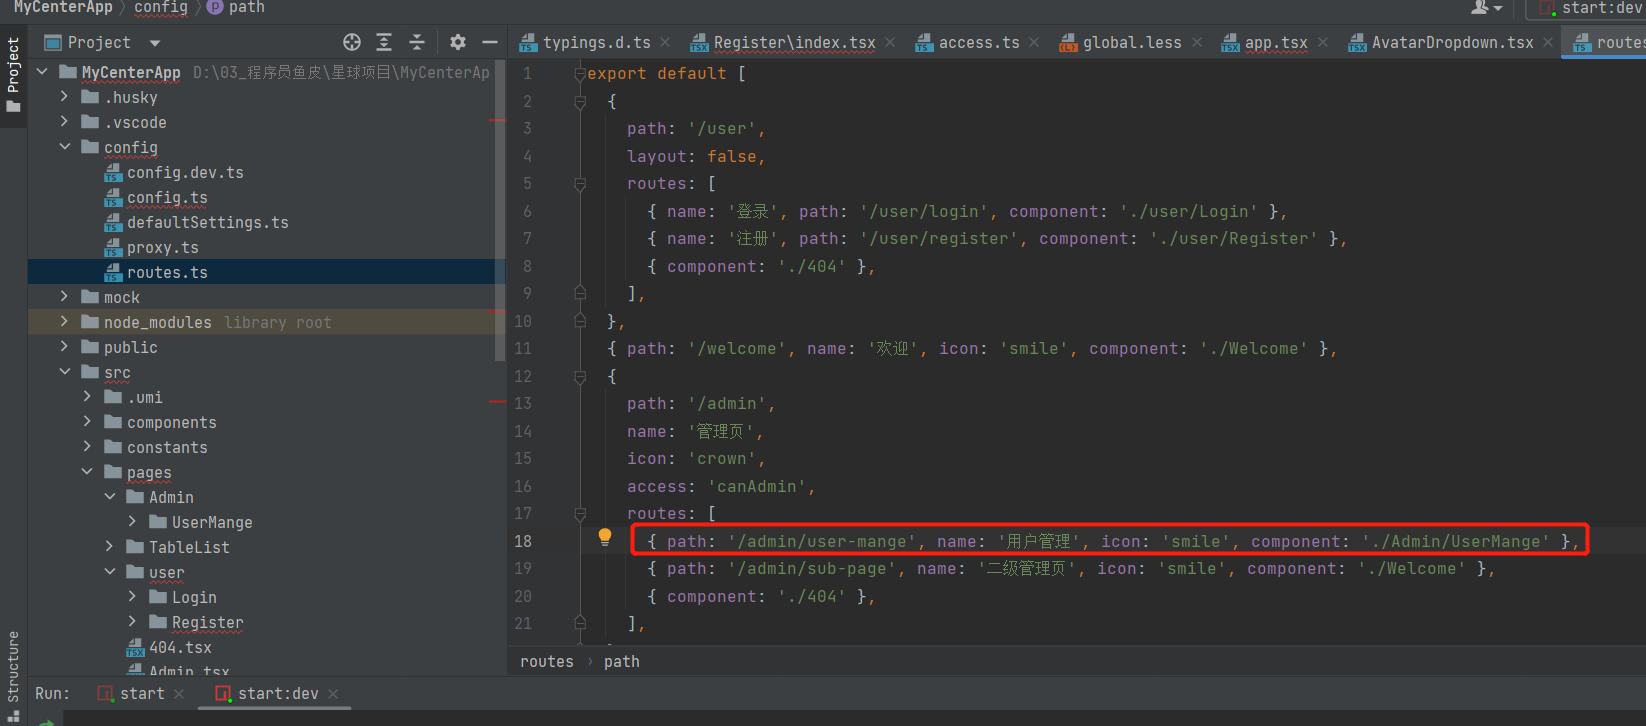 MyCenterApp config path
start:dev
Project
Project
typings.d.ts Register\index.tsx access.ts global.less app.tsx AvatarDropdown.tsx routes
MyCenterApp D:\03_程序员鱼皮\星球项目\MyCenterAp
.husky
.vscode
config
config.dev.ts
config.ts
defaultSettings.ts
proxy.ts
routes.ts
mock
node_modules library root
public
src
.umi
components
constants
pages
Admin
UserMange
TableList
user
Login
Register
404.tsx
Admin.tsx
1 export default [
2 {
3 path: '/user',
4 layout: false,
5 routes: [
6 { name: '登录', path: '/user/login', component: './user/Login' },
7 { name: '注册', path: '/user/register', component: './user/Register' },
8 { component: './404' },
9 ],
10 },
11 { path: '/welcome', name: '欢迎', icon: 'smile', component: './Welcome' },
12 {
13 path: '/admin',
14 name: '管理页',
15 icon: 'crown',
16 access: 'canAdmin',
17 routes: [
18 { path: '/admin/user-mange', name: '用户管理', icon: 'smile', component: './Admin/UserMange' },
19 { path: '/admin/sub-page', name: '二级管理页', icon: 'smile', component: './Welcome' },
20 { component: './404' },
21 ],
routes path
Structure
Run: start start:dev